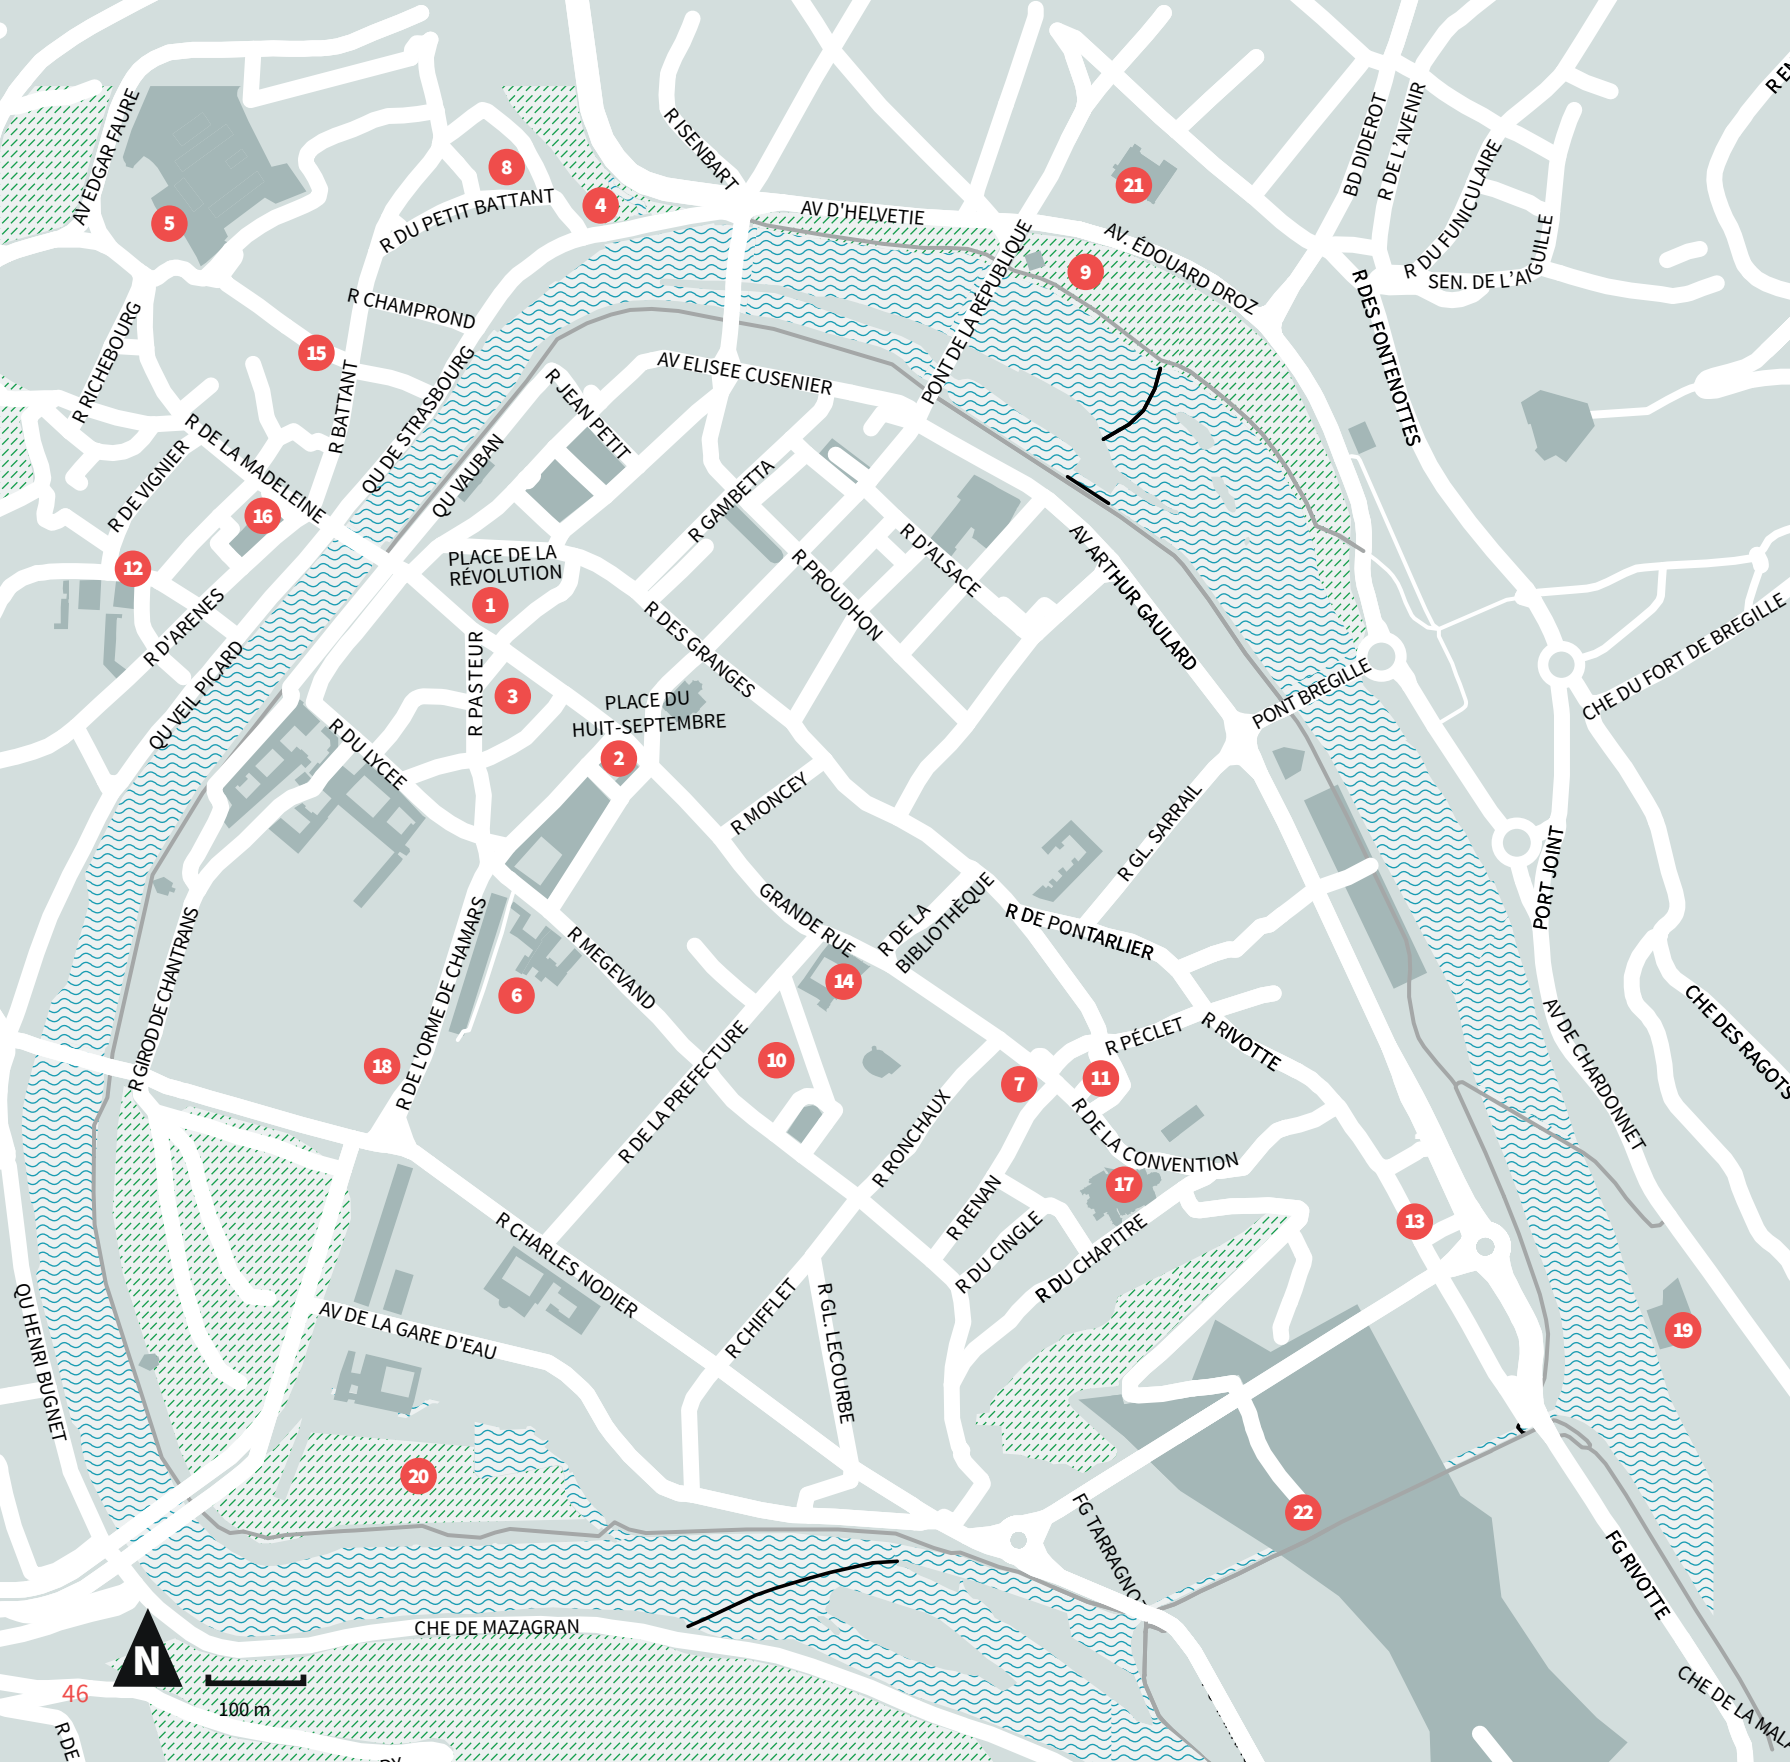 R ISENBART
BD DIDEROT
R DE L'AVENIR
AV EDGAR FAURE
8
R DU PETIT BATTANT
4
5
AV D'HELVETIE
21
AV. ÉDOUARD DROZ
R DU FUNICULAIRE
SEN. DE L'AIGUILLE
PONT DE LA RÉPUBLIQUE
9
R CHAMPROND
R RICHEBOURG
15
R BATTANT
QU DE STRASBOURG
AV ELISEE CUSENIER
R JEAN PETIT
R DES FONTENOTTES
R DE LA MADELEINE
R DE VIGNIER
16
QU VAUBAN
R GAMBETTA
12
PLACE DE LA
RÉVOLUTION
1
R PROUDHON
R D'ALSACE
AV ARTHUR GAULARD
R D'ARENES
QU VEIL PICARD
R PASTEUR
3
R DES GRANGES
PLACE DU
HUIT-SEPTEMBRE
2
PONT BREGILLE
CHE DU FORT DE BREGILLE
R DU LYCEE
R MONCEY
R GL. SARRAIL
PORT JOINT
GRANDE RUE
R DE LA
BIBLIOTHÈQUE
R DE PONTARLIER
R GIROD DE CHANTRANS
R DE L'ORME DE CHAMARS
6
R MEGEVAND
14
18
10
R DE LA PREFECTURE
R PÉCLET
R RIVOTTE
7
11
AV DE CHARDONNET
CHE DES RAGOTS
R RONCHAUX
R DE LA CONVENTION
17
R RENAN
R DU CINGLE
R DU CHAPITRE
13
R CHARLES NODIER
QU HENRI BUGNET
AV DE LA GARE D'EAU
R CHIFFLET
R GL. LECOURBE
19
20
22
FG TARRAGNOZ
FG RIVOTTE
CHE DE MAZAGRAN
N
46
100 m
R DE